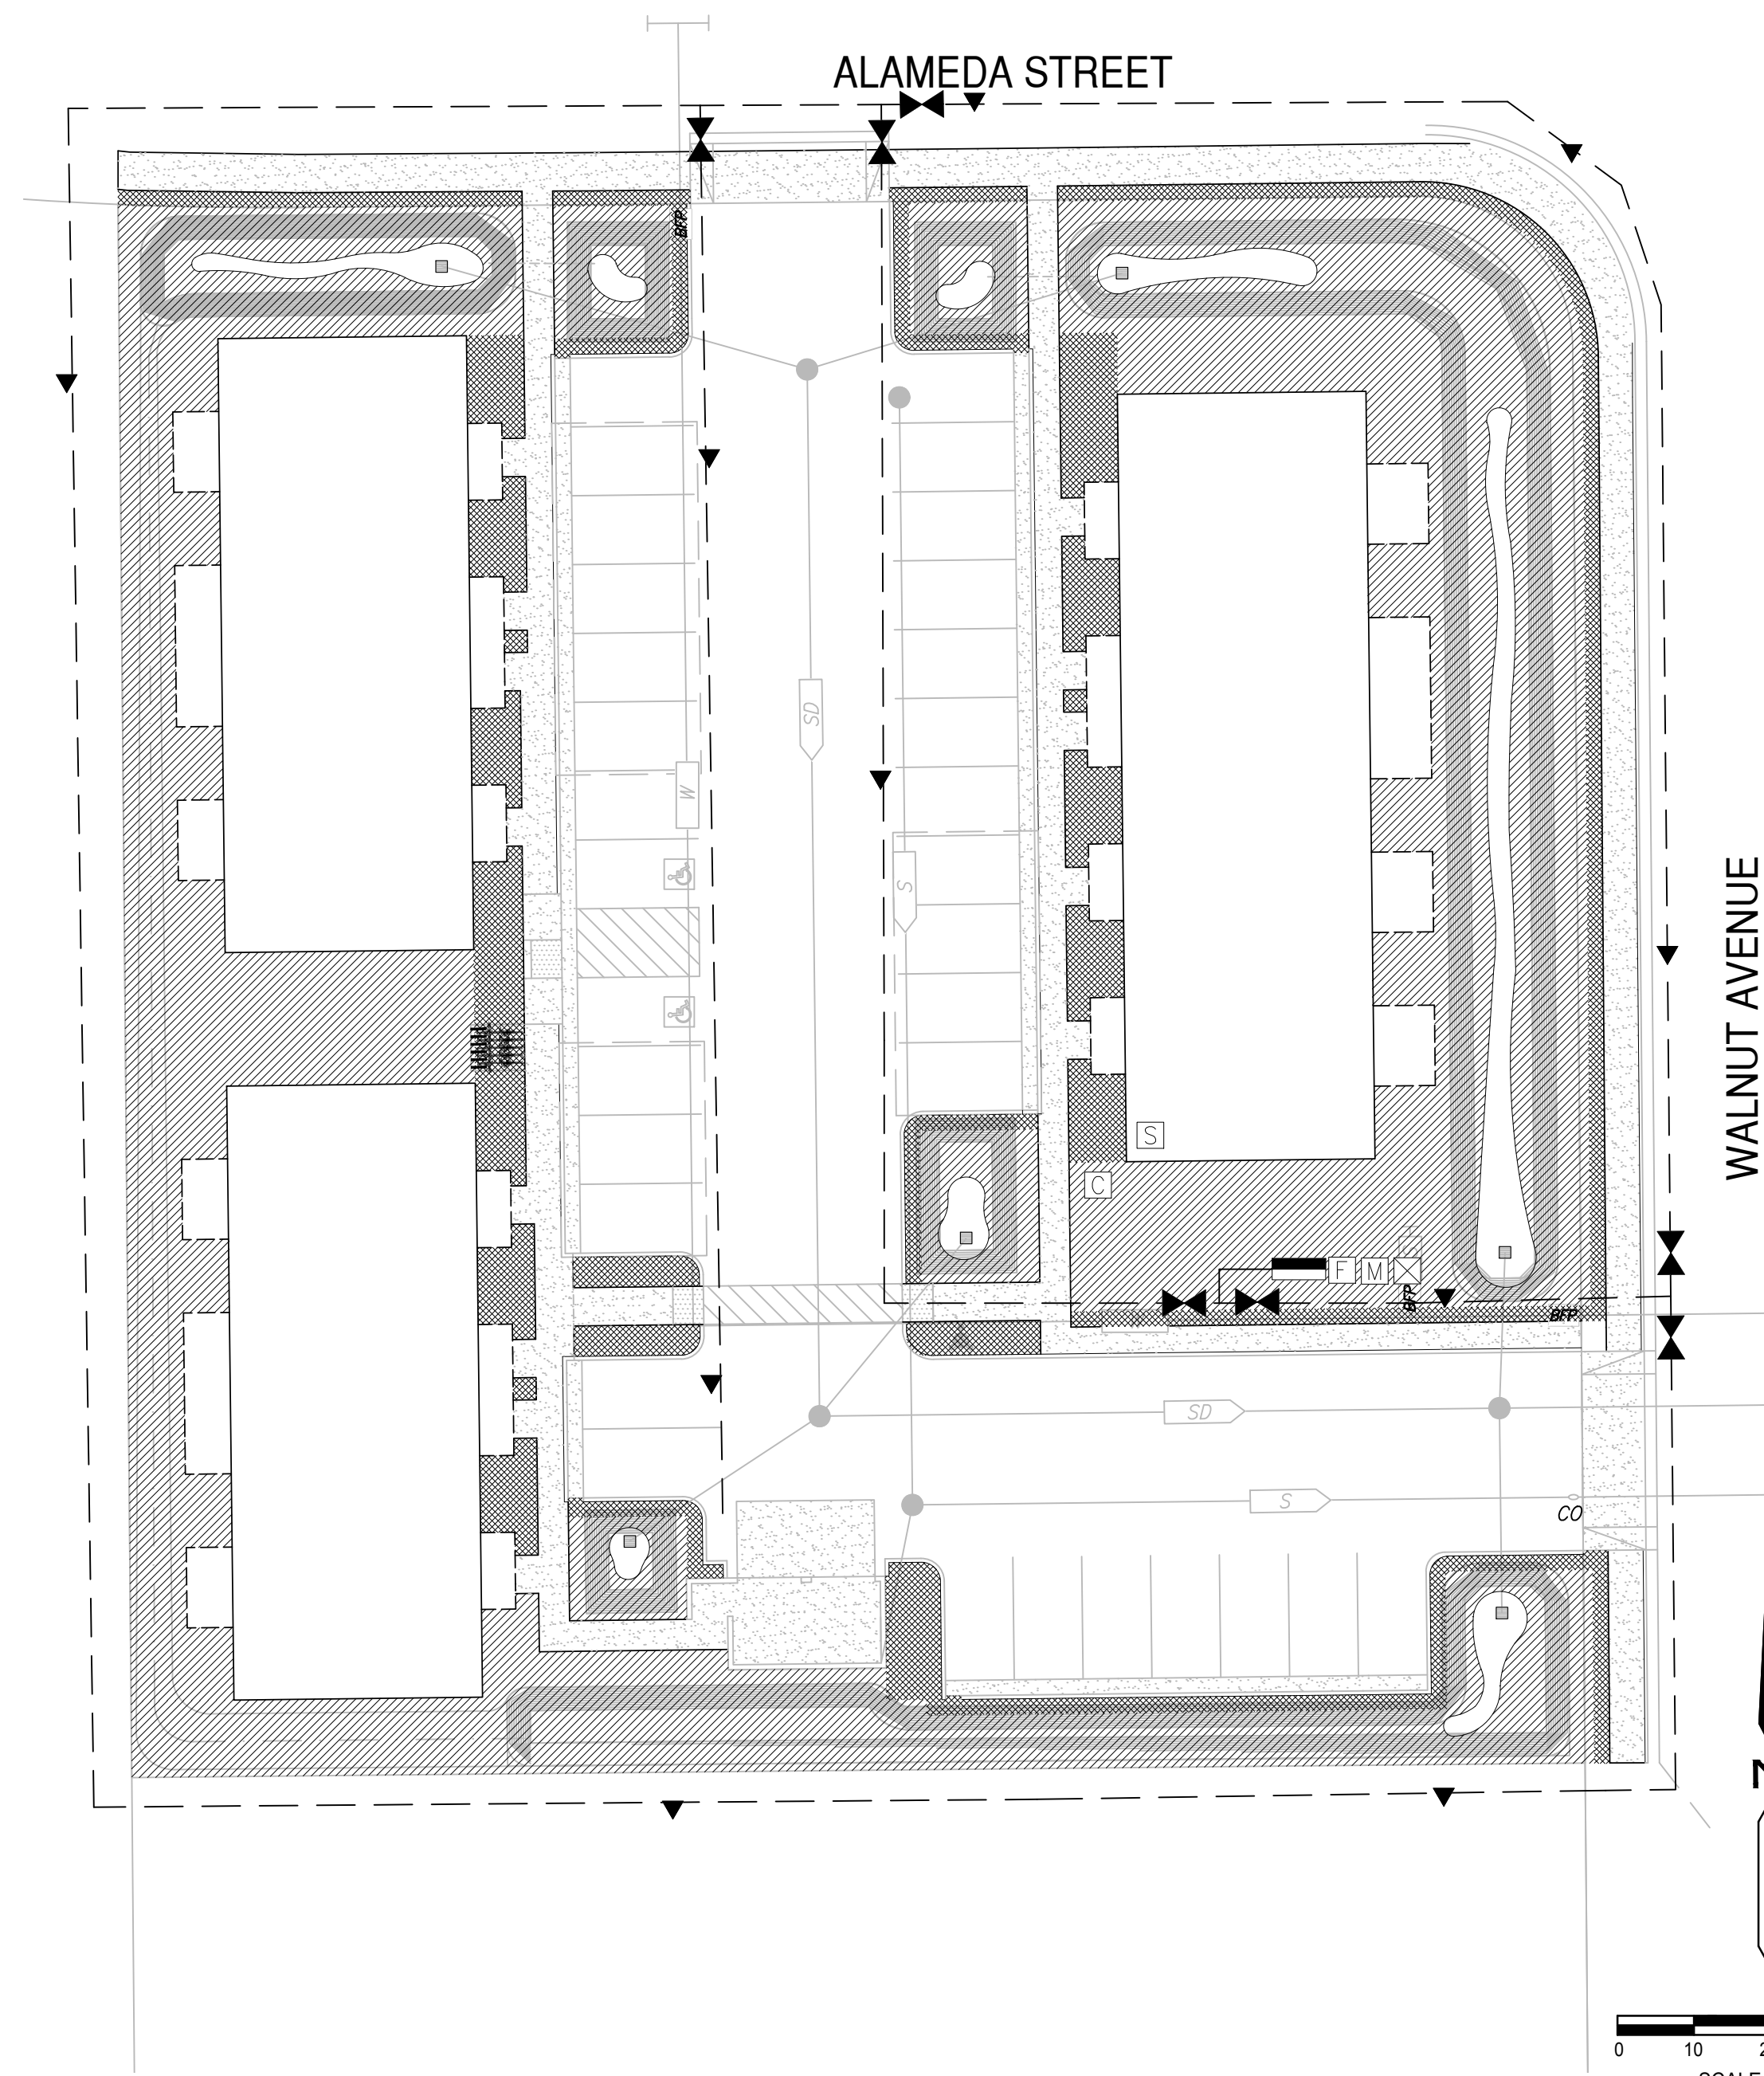 ALAMEDA STREET
BFP
SD
W
S
WALNUT AVENUE
S
C
F
M
BFP
BFP
SD
S
CO
0 10